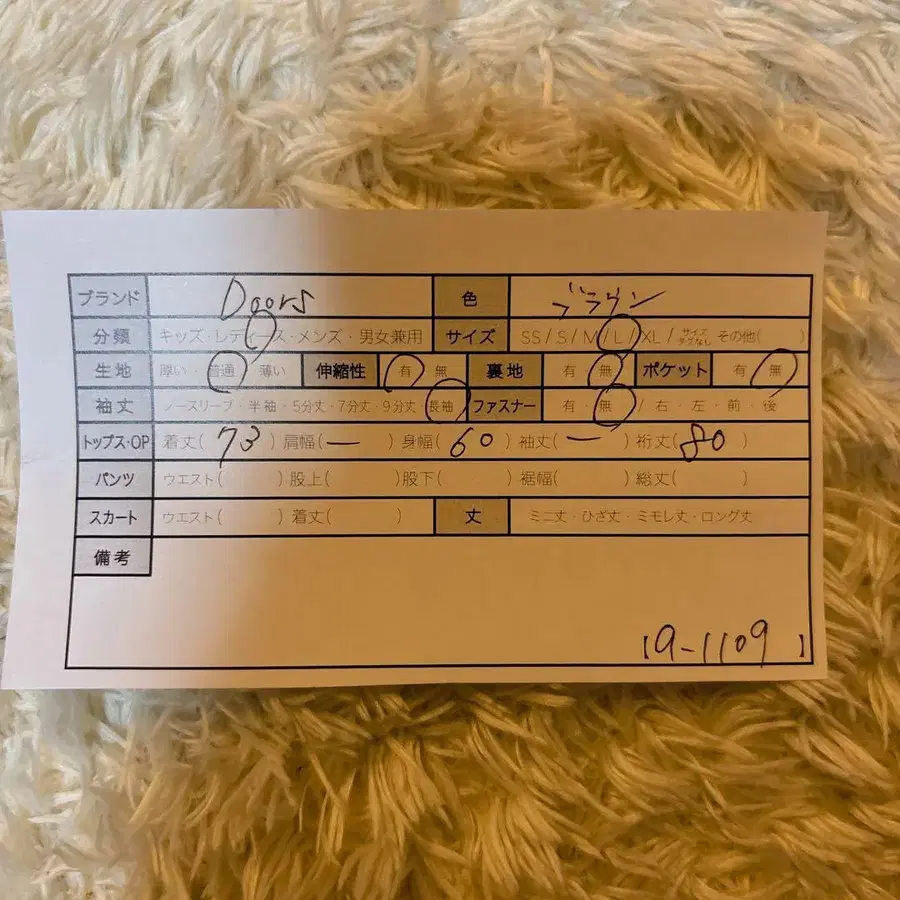 ブランド Doors 色 ブラウン
分類 キッズ・レディース・メンズ・男女兼用 サイズ SS / S / M / L / XL / サイズタグなし その他( )
生地 厚い・普通・薄い 伸縮性 有・無 裏地 有・無 ポケット 有・無
袖丈 ノースリーブ・半袖・5分丈・7分丈・9分丈・長袖 ファスナー 有・無 / 右・左・前・後
トップス・OP 着丈( 73 ) 肩幅( ー ) 身幅( 60 ) 袖丈( ー ) 裄丈( 80 )
パンツ ウエスト( ) 股上( ) 股下( ) 裾幅( ) 総丈( )
スカート ウエスト( ) 着丈( ) 丈 ミニ丈・ひざ丈・ミモレ丈・ロング丈
備考
【9-1109】